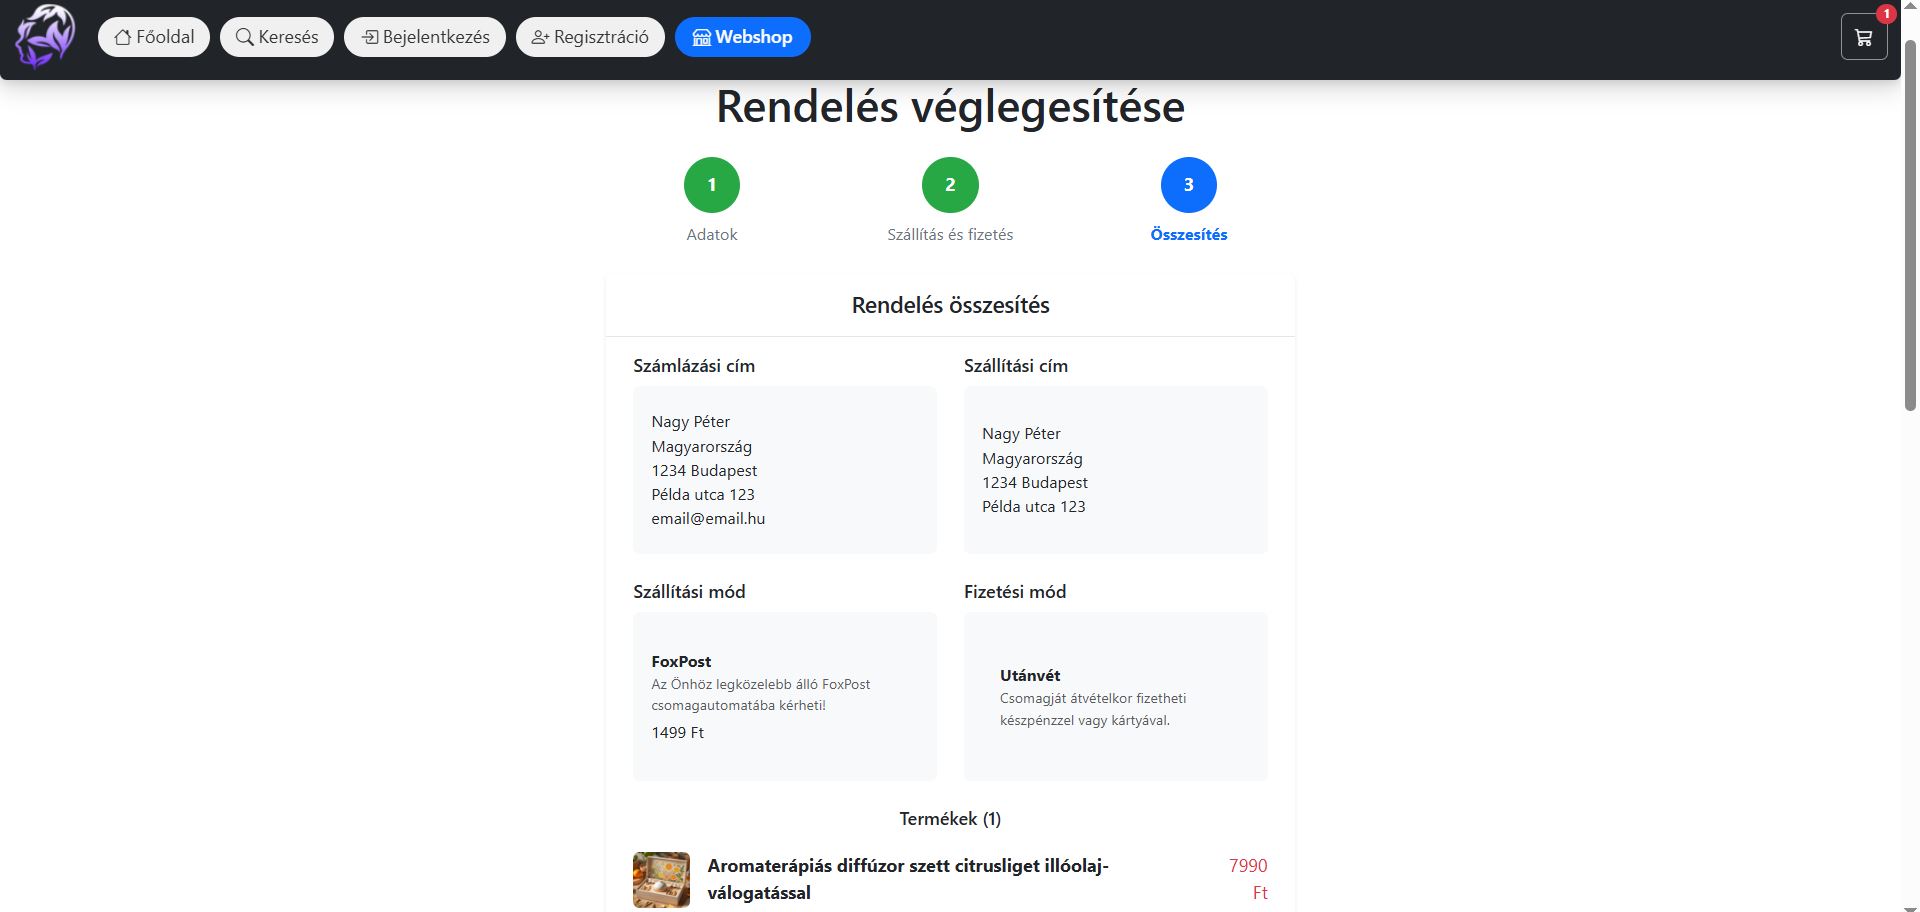 Főoldal
Keresés
Bejelentkezés
Regisztráció
Webshop
1
Rendelés véglegesítése
1
2
3
Adatok
Szállítás és fizetés
Összesítés
Rendelés összesítés
Számlázási cím
Nagy Péter
Magyarország
1234 Budapest
Példa utca 123
email@email.hu
Szállítási cím
Nagy Péter
Magyarország
1234 Budapest
Példa utca 123
Szállítási mód
FoxPost
Az Önhöz legközelebb álló FoxPost
csomagautomatába kérheti!
1499 Ft
Fizetési mód
Utánvét
Csomagját átvételkor fizetheti
készpénzzel vagy kártyával.
Termékek (1)
Aromaterápiás diffúzor szett citrusliget illóolaj-
válogatással
7990
Ft